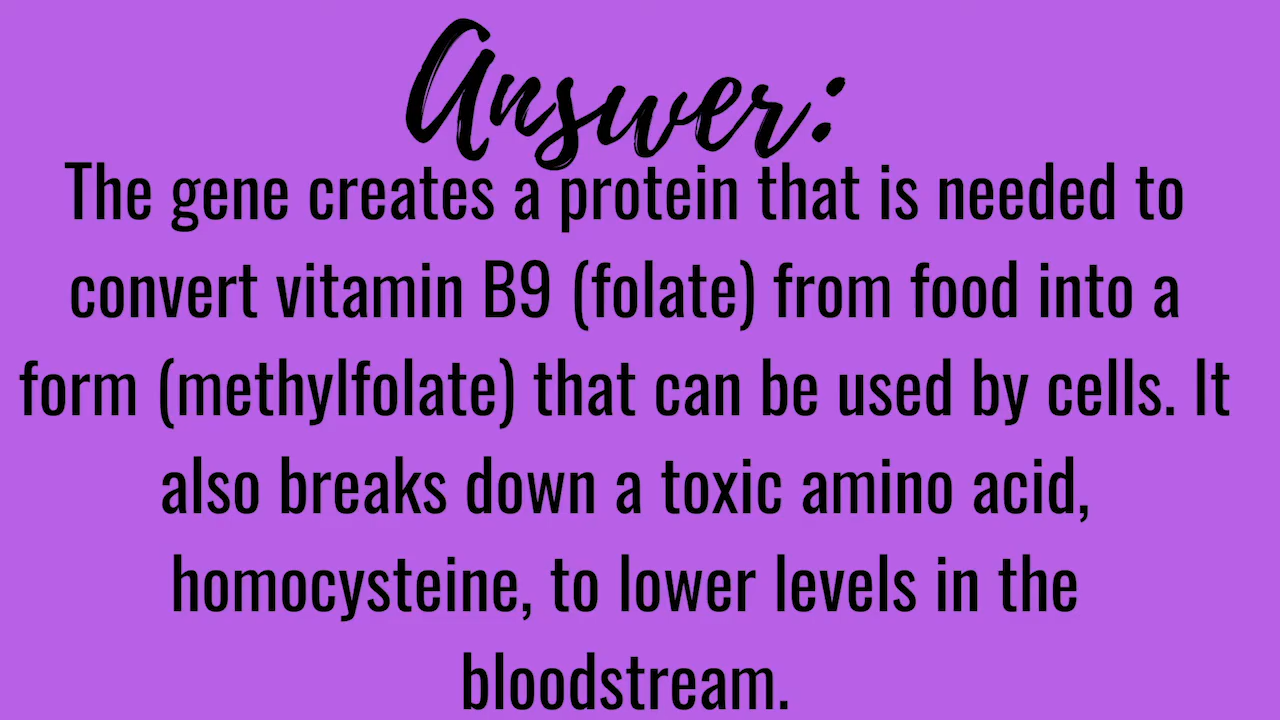 Answer:
The gene creates a protein that is needed to
convert vitamin B9 (folate) from food into a
form (methylfolate) that can be used by cells. It
also breaks down a toxic amino acid,
homocysteine, to lower levels in the
bloodstream.